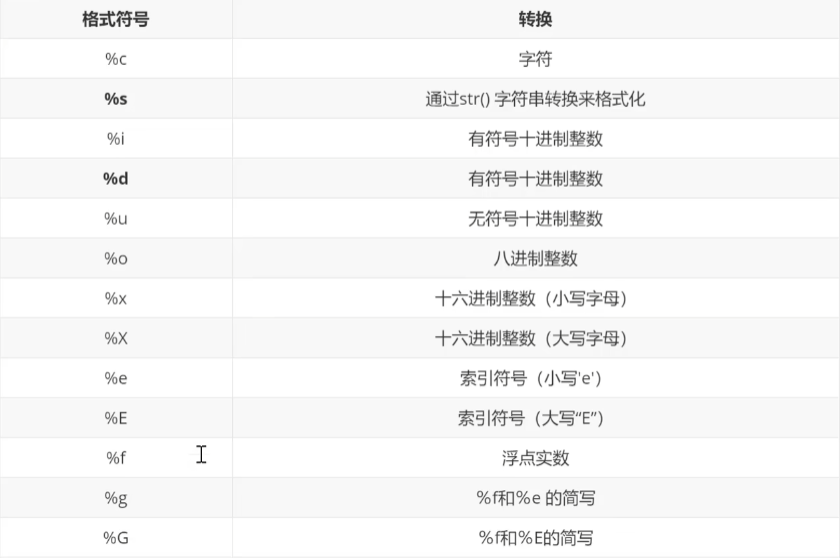 格式符号 转换
%c 字符
%s 通过str() 字符串转换来格式化
%i 有符号十进制整数
%d 有符号十进制整数
%u 无符号十进制整数
%o 八进制整数
%x 十六进制整数（小写字母）
%X 十六进制整数（大写字母）
%e 索引符号（小写'e'）
%E 索引符号（大写“E”）
%f 浮点实数
%g %f和%e 的简写
%G %f和%E的简写